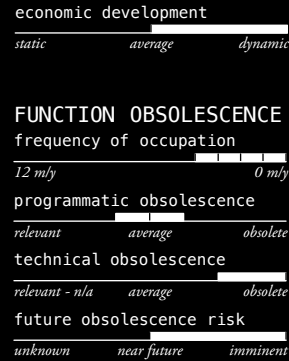 economic development
static average dynamic
FUNCTION OBSOLESCENCE
frequency of occupation
12 m/y 0 m/y
programmatic obsolescence
relevant average obsolete
technical obsolescence
relevant - n/a average obsolete
future obsolescence risk
unknown near future imminent